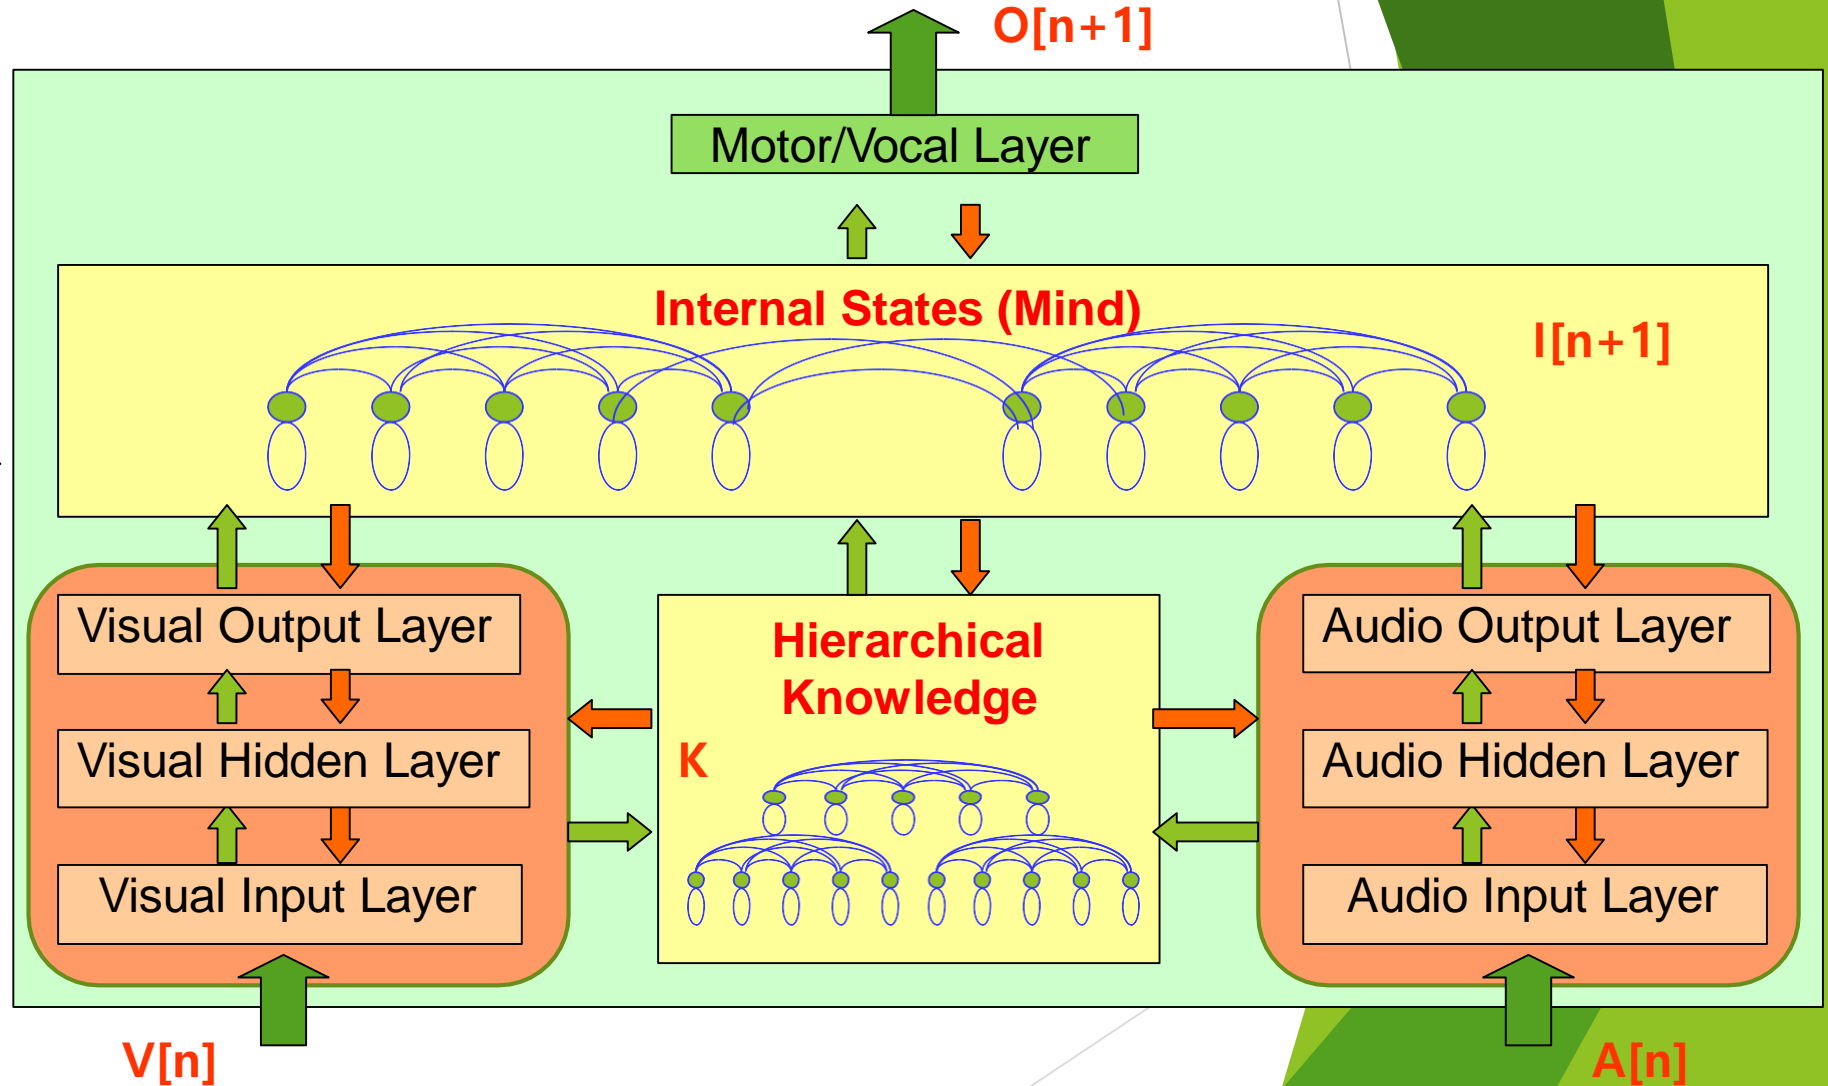 O[n+1]
Motor/Vocal Layer
Internal States (Mind)
I[n+1]
Visual Output Layer
Visual Hidden Layer
Visual Input Layer
Hierarchical
Knowledge
K
Audio Output Layer
Audio Hidden Layer
Audio Input Layer
V[n]
A[n]